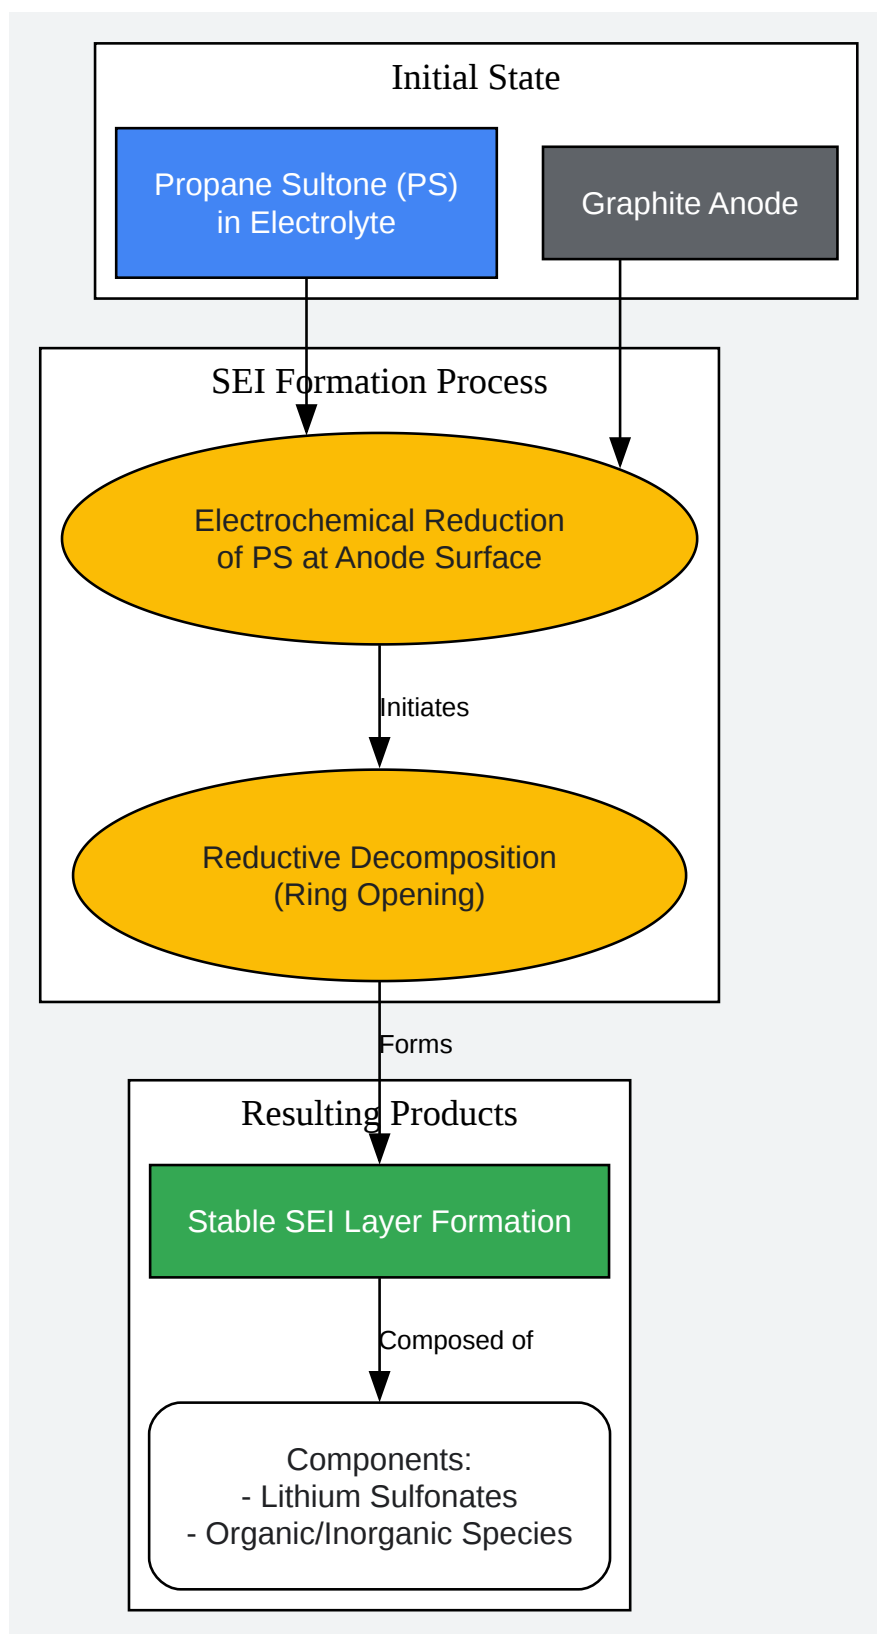 Initial State
Propane Sultone (PS)
in Electrolyte
Graphite Anode
SEI Formation Process
Electrochemical Reduction
of PS at Anode Surface
Initiates
Reductive Decomposition
(Ring Opening)
Forms
Resulting Products
Stable SEI Layer Formation
Composed of
Components:
- Lithium Sulfonates
- Organic/Inorganic Species